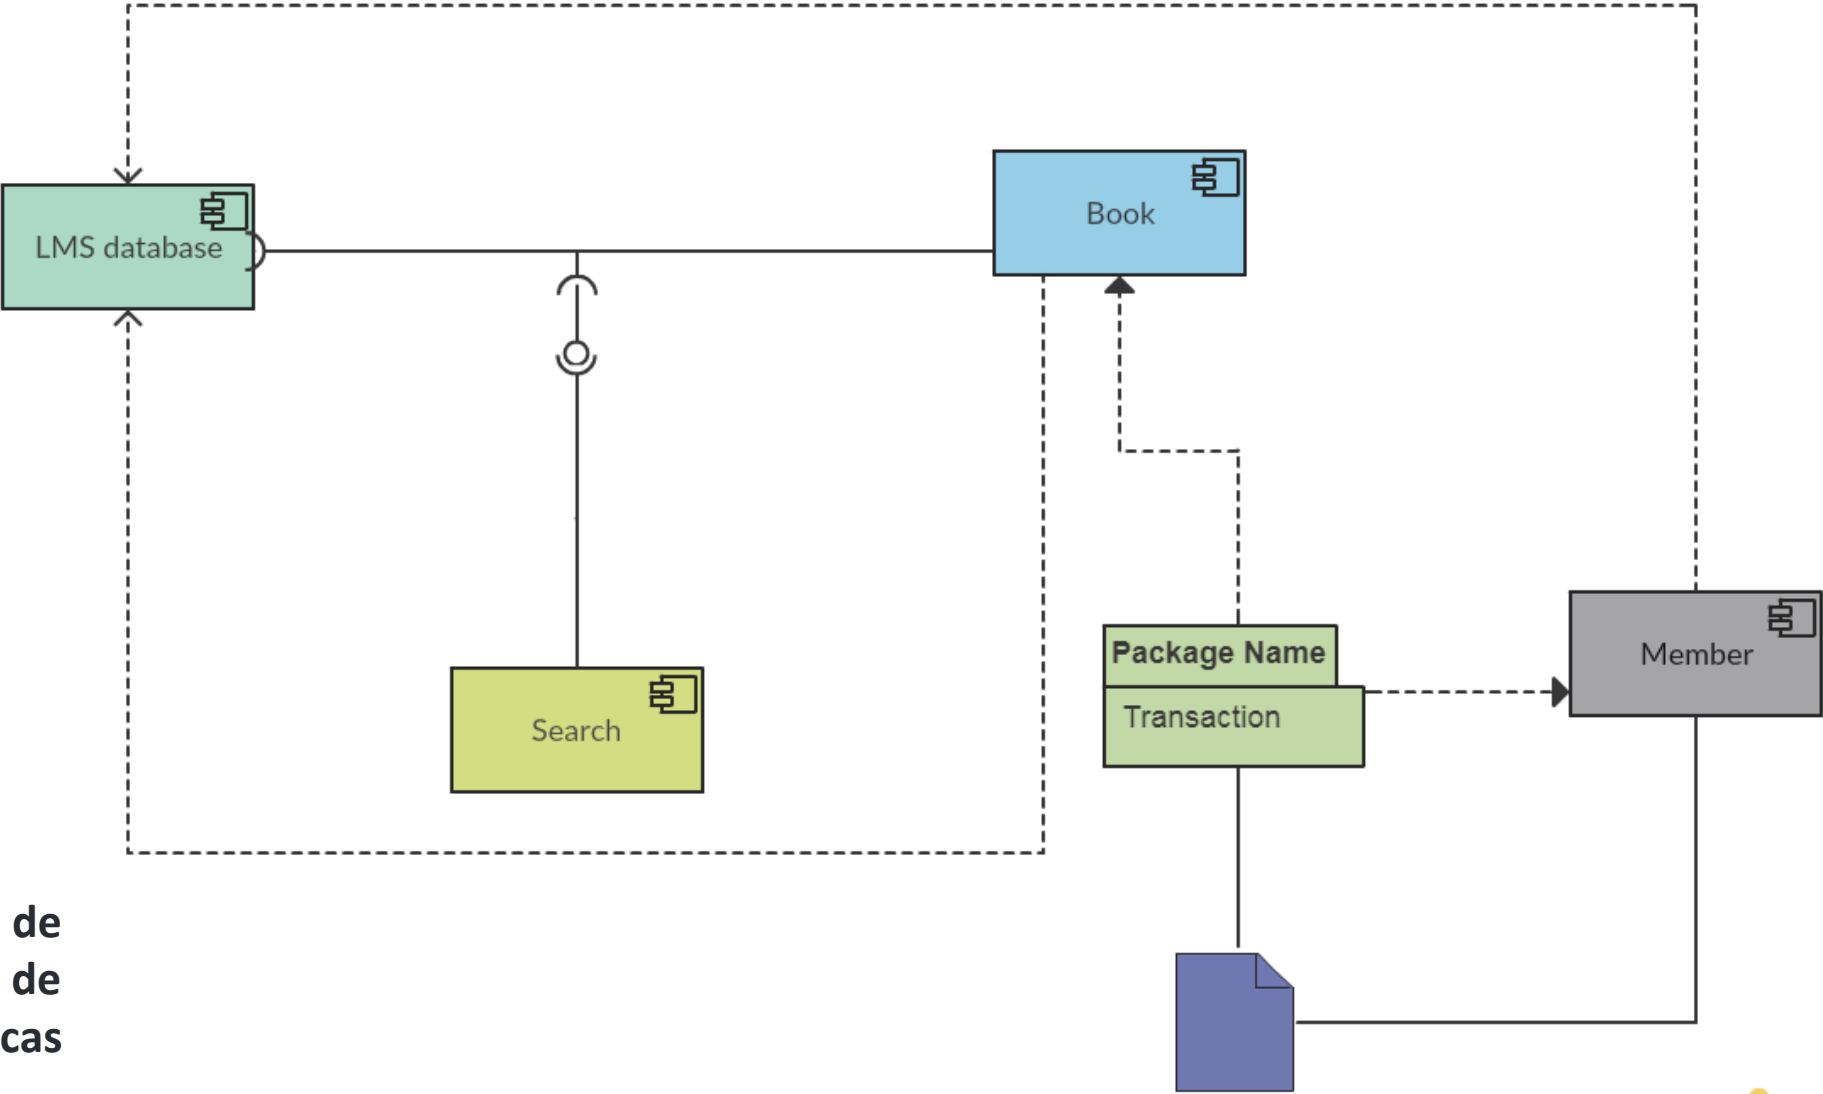 Book
LMS database
Package Name
Member
Transaction
Search
de
de
cas